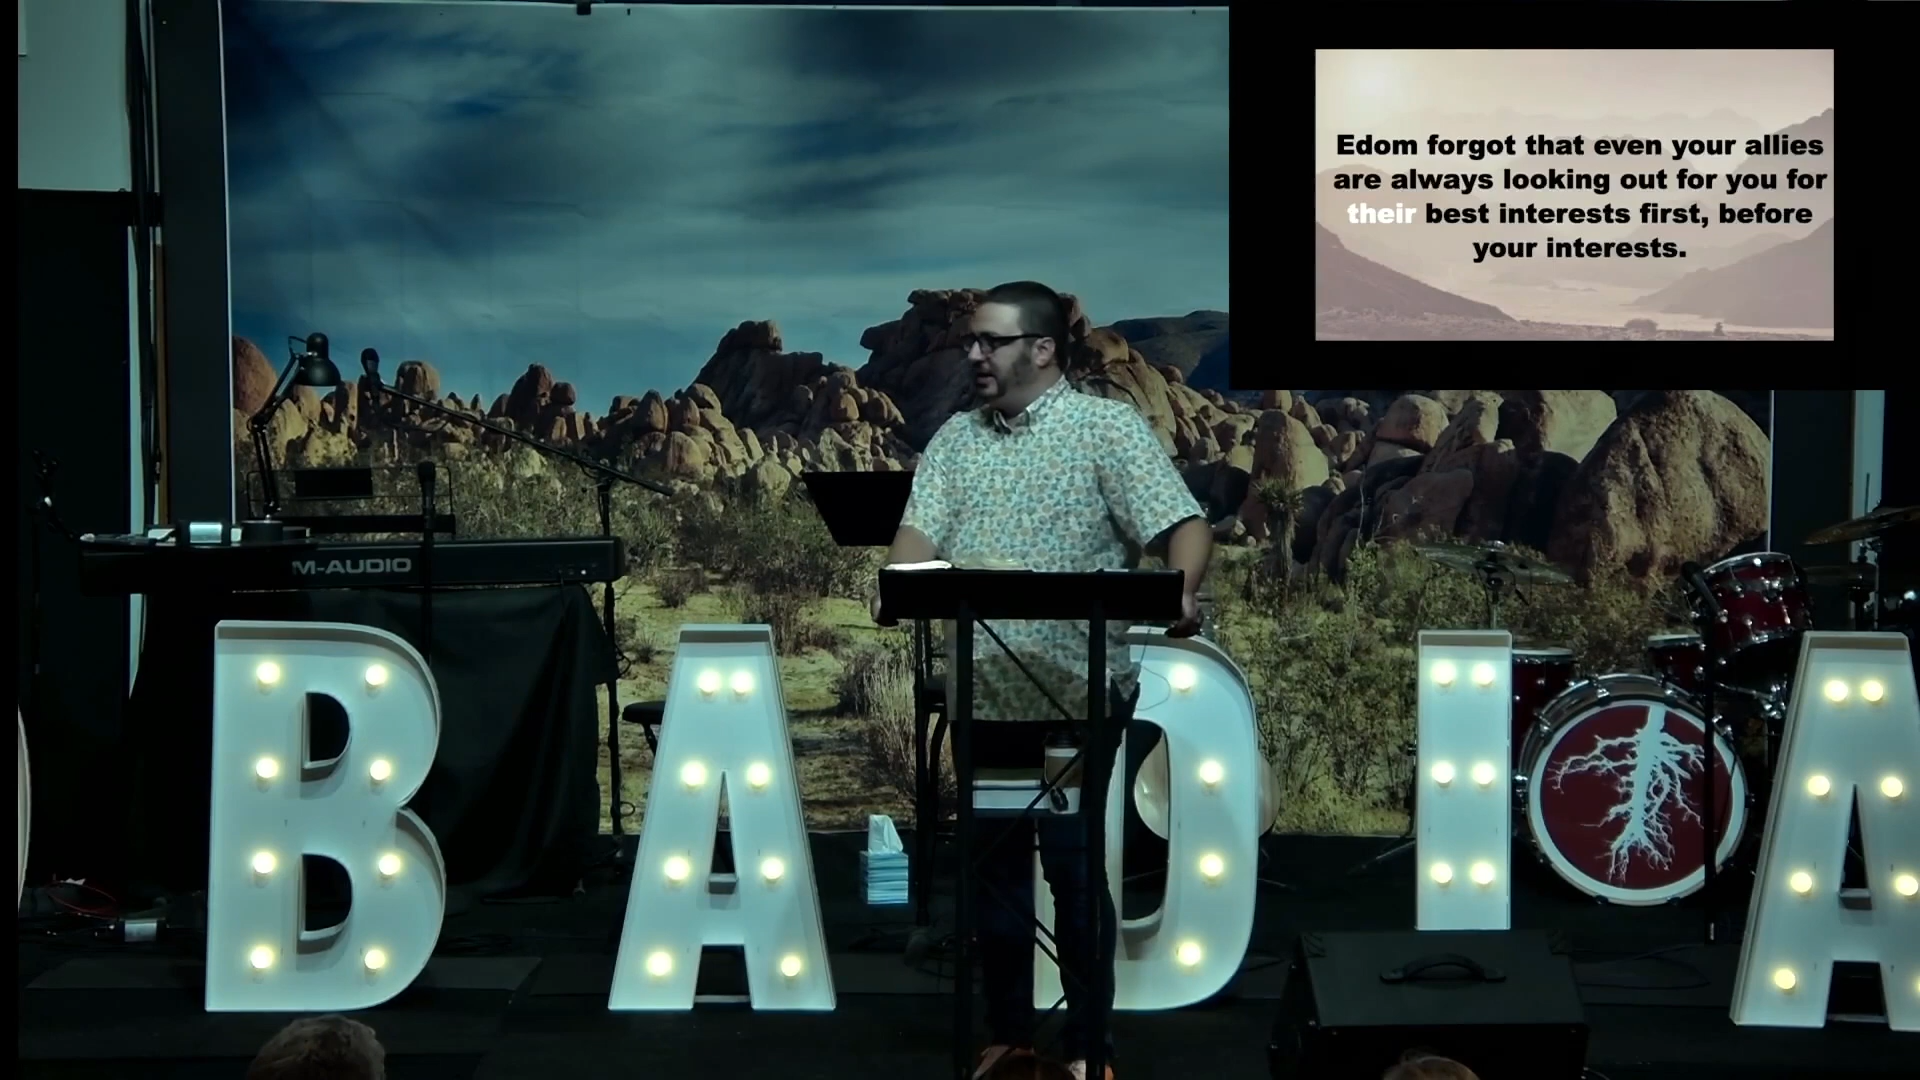 Edom forgot that even your allies
are always looking out for you for
their best interests first, before
your interests.
M-AUDIO
BADIA